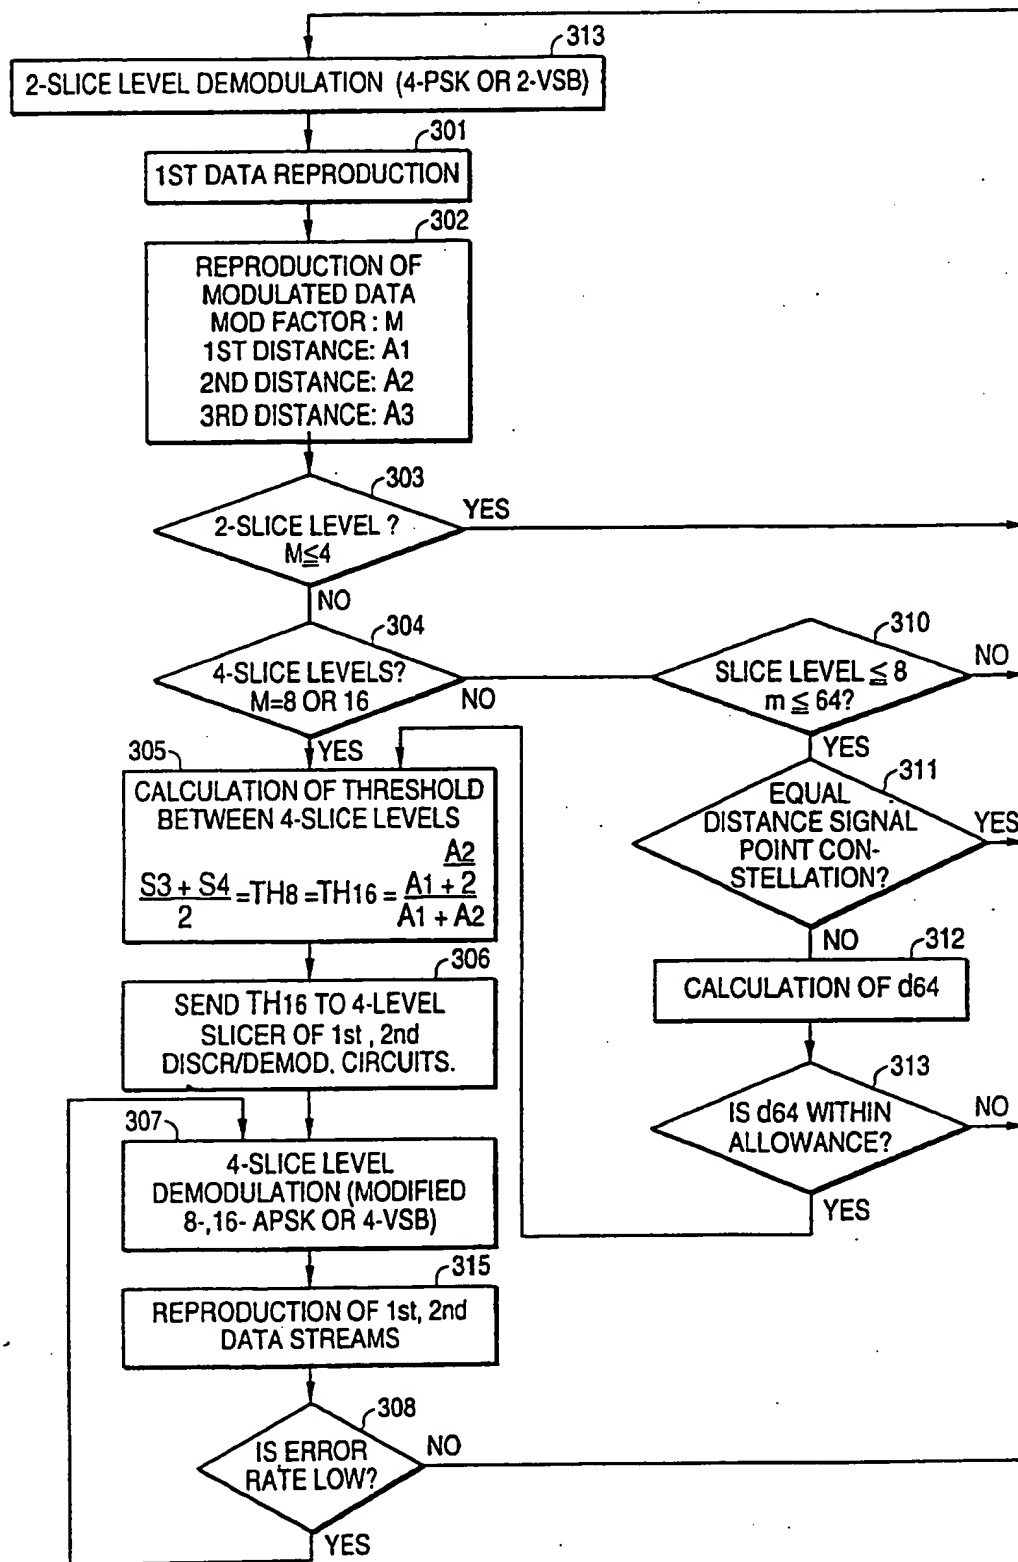 313
2-SLICE LEVEL DEMODULATION (4-PSK OR 2-VSB)
301
1ST DATA REPRODUCTION
302
REPRODUCTION OF
MODULATED DATA
MOD FACTOR : M
1ST DISTANCE: A1
2ND DISTANCE: A2
3RD DISTANCE: A3
303
2-SLICE LEVEL ?
M≦4
YES
NO
304
4-SLICE LEVELS?
M=8 OR 16
NO
YES
310
SLICE LEVEL ≦ 8
m ≦ 64?
NO
YES
305
CALCULATION OF THRESHOLD
BETWEEN 4-SLICE LEVELS
A2
S3 + S4 A1 + 2
2 =TH8 =TH16 = A1 + A2
311
EQUAL
DISTANCE SIGNAL
POINT CON-
STELLATION?
YES
NO
312
CALCULATION OF d64
306
SEND TH16 TO 4-LEVEL
SLICER OF 1st , 2nd
DISCR/DEMOD. CIRCUITS.
313
IS d64 WITHIN
ALLOWANCE?
NO
YES
307
4-SLICE LEVEL
DEMODULATION (MODIFIED
8-,16- APSK OR 4-VSB)
315
REPRODUCTION OF 1st, 2nd
DATA STREAMS
308
IS ERROR
RATE LOW?
NO
YES